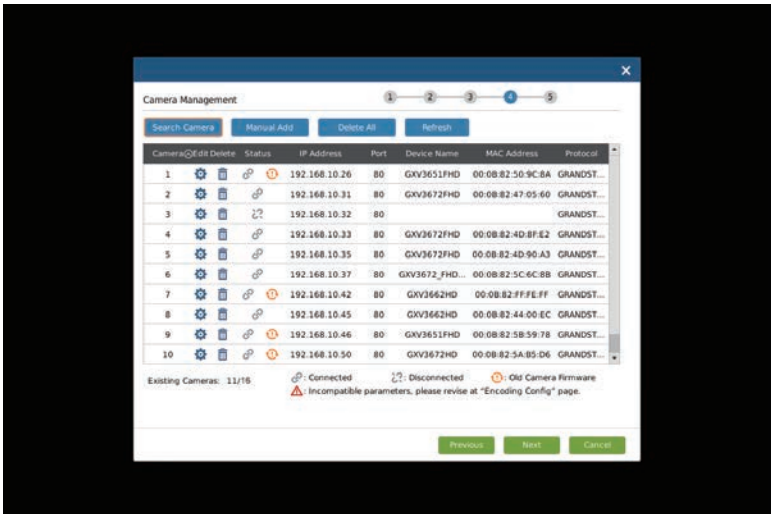 Camera Management 1 2 3 4 5
Search Camera Manual Add Delete All Refresh
Camera Edit Delete Status IP Address Port Device Name MAC Address Protocol
1 192.168.10.26 80 GXV3651FHD 00:0B:82:50:9C:8A GRANDST...
2 192.168.10.31 80 GXV3672FHD 00:0B:82:47:05:60 GRANDST...
3 192.168.10.32 80 GRANDST...
4 192.168.10.33 80 GXV3672FHD 00:0B:82:4D:8F:E2 GRANDST...
5 192.168.10.35 80 GXV3672FHD 00:0B:82:4D:90:A3 GRANDST...
6 192.168.10.37 80 GXV3672_FHD... 00:0B:82:5C:6C:8B GRANDST...
7 192.168.10.42 80 GXV3662HD 00:0B:82:FF:FE:FF GRANDST...
8 192.168.10.45 80 GXV3662HD 00:0B:82:44:00:EC GRANDST...
9 192.168.10.46 80 GXV3651FHD 00:0B:82:5B:59:78 GRANDST...
10 192.168.10.50 80 GXV3672HD 00:0B:82:5A:B5:D6 GRANDST...
Existing Cameras: 11/16 : Connected : Disconnected : Old Camera Firmware
: Incompatible parameters, please revise at "Encoding Config" page.
Previous Next Cancel